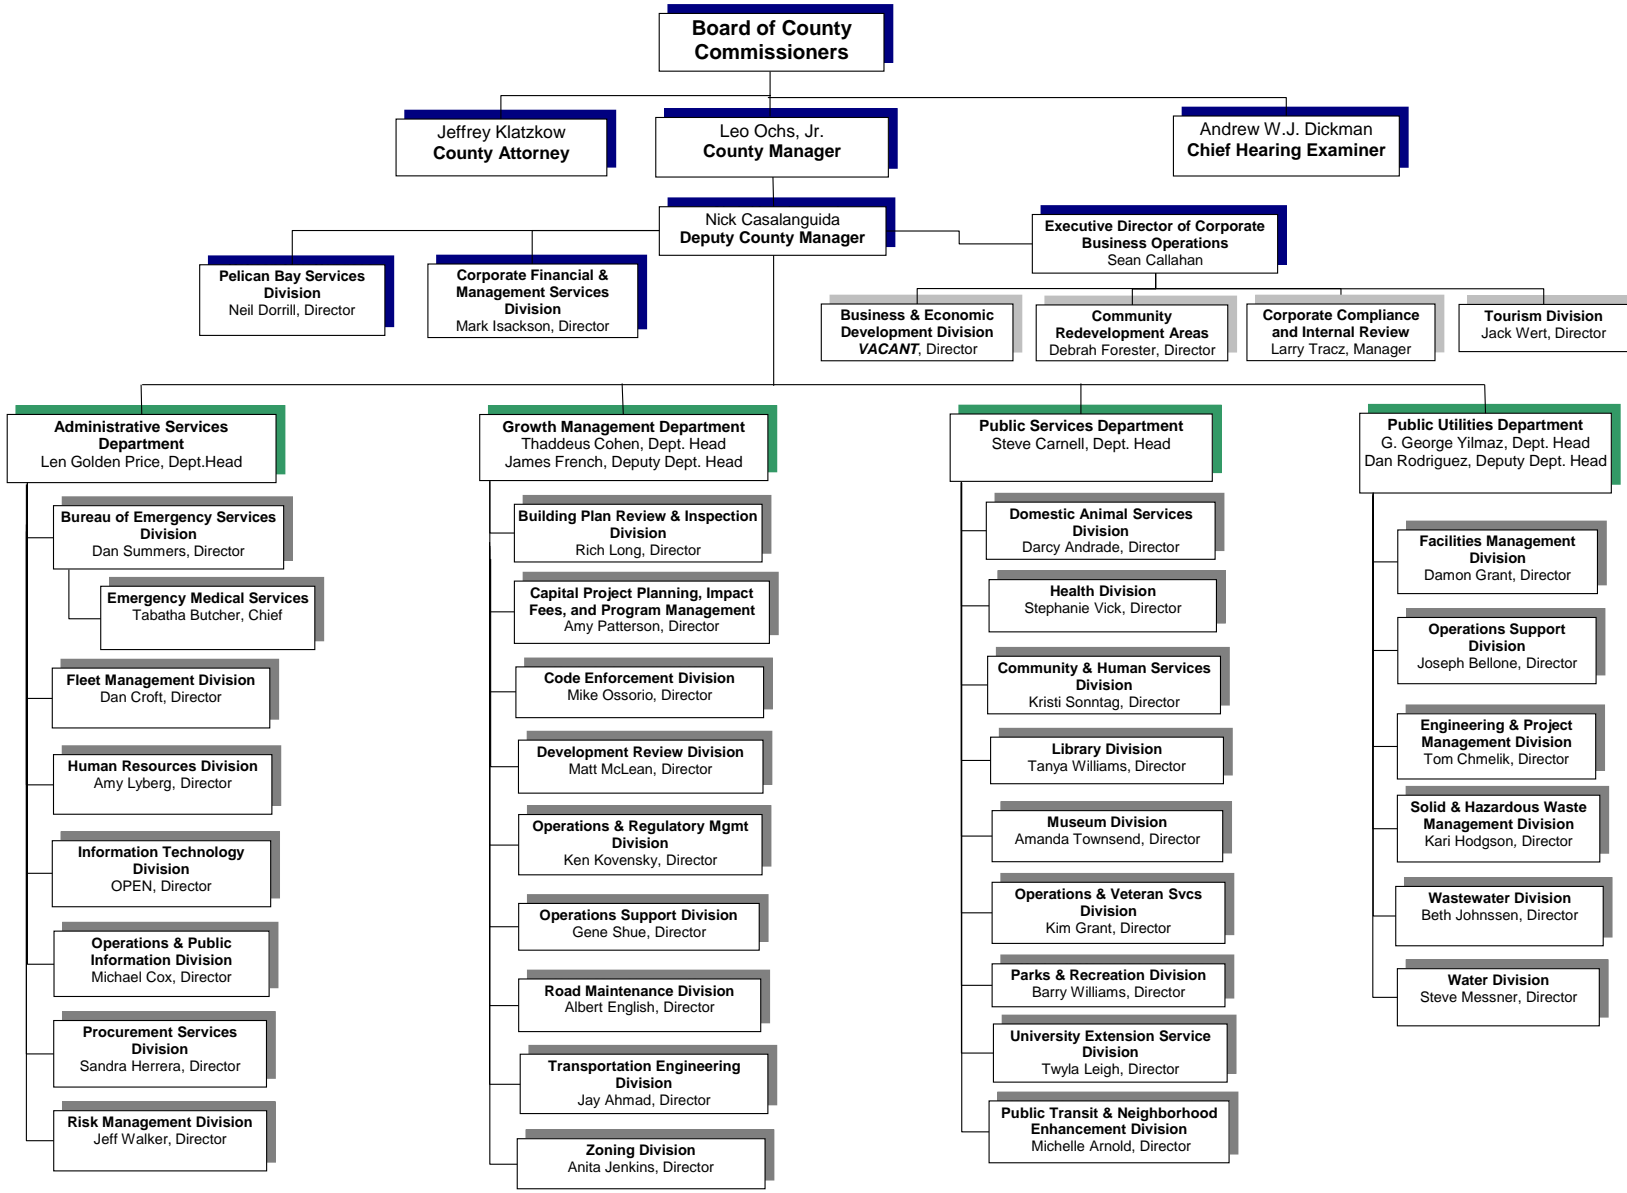 Board of County
Commissioners
Jeffrey Klatzkow
County Attorney
Leo Ochs, Jr.
County Manager
Andrew W.J. Dickman
Chief Hearing Examiner
Nick Casalanguida
Deputy County Manager
Executive Director of Corporate
Business Operations
Sean Callahan
Pelican Bay Services
Division
Neil Dorrill, Director
Corporate Financial &
Management Services
Division
Mark Isackson, Director
Business & Economic
Development Division
VACANT, Director
Community
Redevelopment Areas
Debrah Forester, Director
Corporate Compliance
and Internal Review
Larry Tracz, Manager
Tourism Division
Jack Wert, Director
Administrative Services
Department
Len Golden Price, Dept.Head
Bureau of Emergency Services
Division
Dan Summers, Director
Emergency Medical Services
Tabatha Butcher, Chief
Fleet Management Division
Dan Croft, Director
Human Resources Division
Amy Lyberg, Director
Information Technology
Division
OPEN, Director
Operations & Public
Information Division
Michael Cox, Director
Procurement Services
Division
Sandra Herrera, Director
Risk Management Division
Jeff Walker, Director
Growth Management Department
Thaddeus Cohen, Dept. Head
James French, Deputy Dept. Head
Building Plan Review & Inspection
Division
Rich Long, Director
Capital Project Planning, Impact
Fees, and Program Management
Amy Patterson, Director
Code Enforcement Division
Mike Ossorio, Director
Development Review Division
Matt McLean, Director
Operations & Regulatory Mgmt
Division
Ken Kovensky, Director
Operations Support Division
Gene Shue, Director
Road Maintenance Division
Albert English, Director
Transportation Engineering
Division
Jay Ahmad, Director
Zoning Division
Anita Jenkins, Director
Public Services Department
Steve Carnell, Dept. Head
Domestic Animal Services
Division
Darcy Andrade, Director
Health Division
Stephanie Vick, Director
Community & Human Services
Division
Kristi Sonntag, Director
Library Division
Tanya Williams, Director
Museum Division
Amanda Townsend, Director
Operations & Veteran Svcs
Division
Kim Grant, Director
Parks & Recreation Division
Barry Williams, Director
University Extension Service
Division
Twyla Leigh, Director
Public Transit & Neighborhood
Enhancement Division
Michelle Arnold, Director
Public Utilities Department
G. George Yilmaz, Dept. Head
Dan Rodriguez, Deputy Dept. Head
Facilities Management
Division
Damon Grant, Director
Operations Support
Division
Joseph Bellone, Director
Engineering & Project
Management Division
Tom Chmelik, Director
Solid & Hazardous Waste
Management Division
Kari Hodgson, Director
Wastewater Division
Beth Johnssen, Director
Water Division
Steve Messner, Director